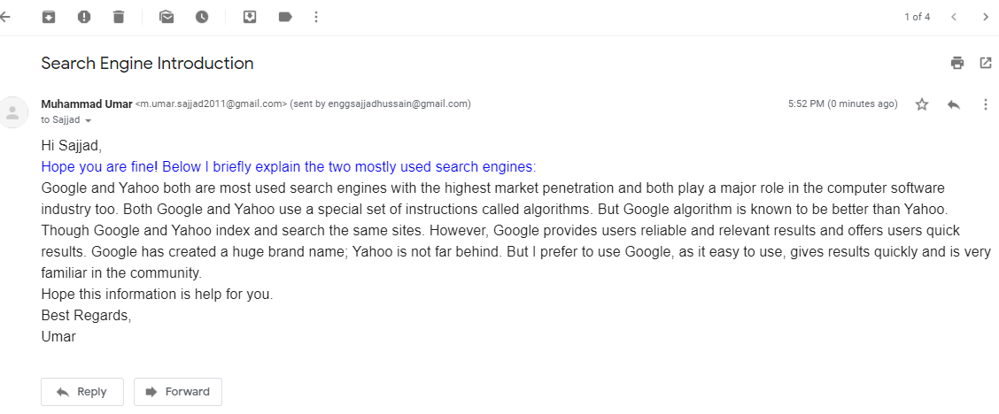 1 of 4
Search Engine Introduction
Muhammad Umar <m.umar.sajjad2011@gmail.com> (sent by enggsajjadhussain@gmail.com)
5:52 PM (0 minutes ago)
to Sajjad
Hi Sajjad,
Hope you are fine! Below I briefly explain the two mostly used search engines:
Google and Yahoo both are most used search engines with the highest market penetration and both play a major role in the computer software
industry too. Both Google and Yahoo use a special set of instructions called algorithms. But Google algorithm is known to be better than Yahoo.
Though Google and Yahoo index and search the same sites. However, Google provides users reliable and relevant results and offers users quick
results. Google has created a huge brand name; Yahoo is not far behind. But I prefer to use Google, as it easy to use, gives results quickly and is very
familiar in the community.
Hope this information is help for you.
Best Regards,
Umar
Reply
Forward